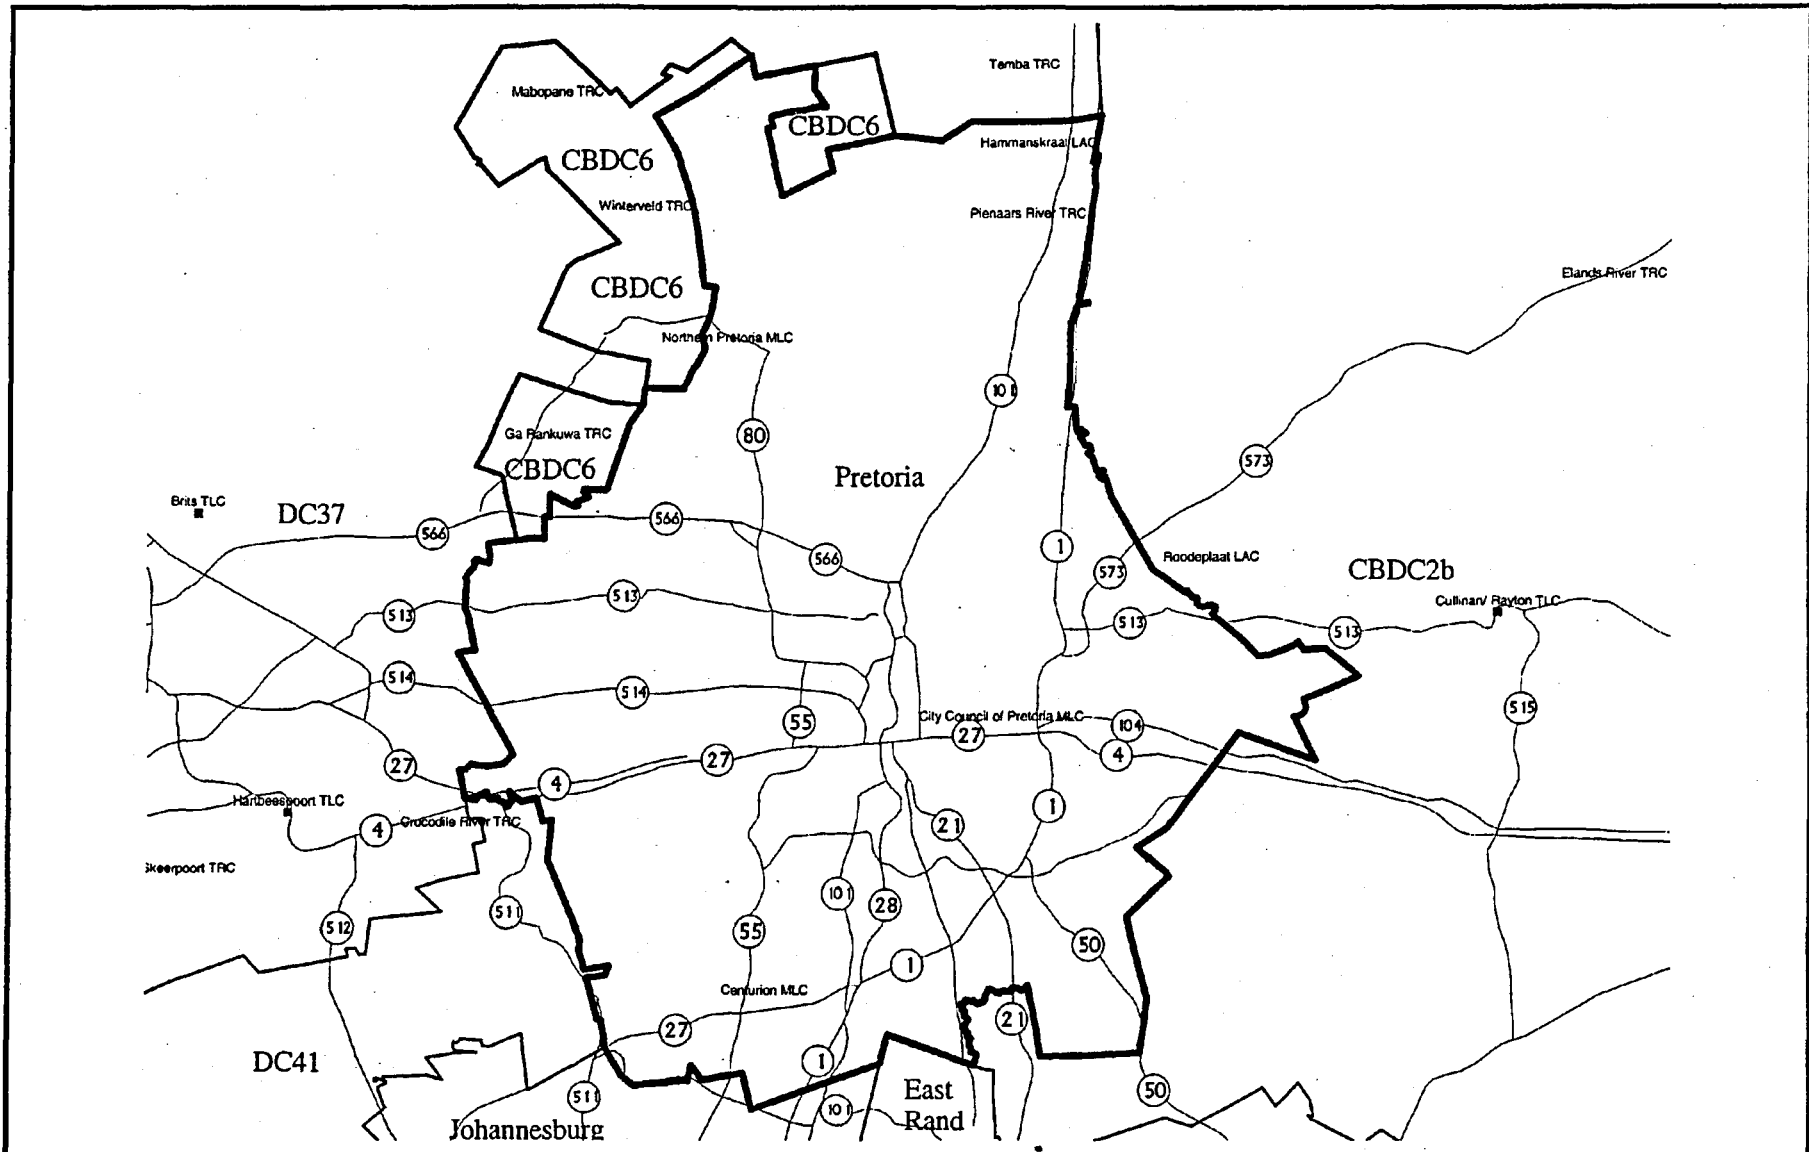 Temba TRC
Mabopane TRC
CBDC6
Hammanskraal LAC
CBDC6
Winterveld TRC
Pienaars River TRC
Elands River TRC
CBDC6
Northern Pretoria MLC
101
Ga Rankuwa TRC
80
573
CBDC6
Pretoria
Brits TLC
DC37
566
566
566
1
Roodeplaat LAC
573
CBDC2b
Cullinan/ Rayton TLC
513
513
513
513
514
514
515
55
City Council of Pretoria MLC
104
27
27
27
4
4
Hartbeespoort TLC
1
Crocodile River TRC
4
21
Skeerpoort TRC
101
28
511
512
55
50
1
Centurion MLC
27
21
DC41
1
East
Rand
50
511
101
Johannesburg